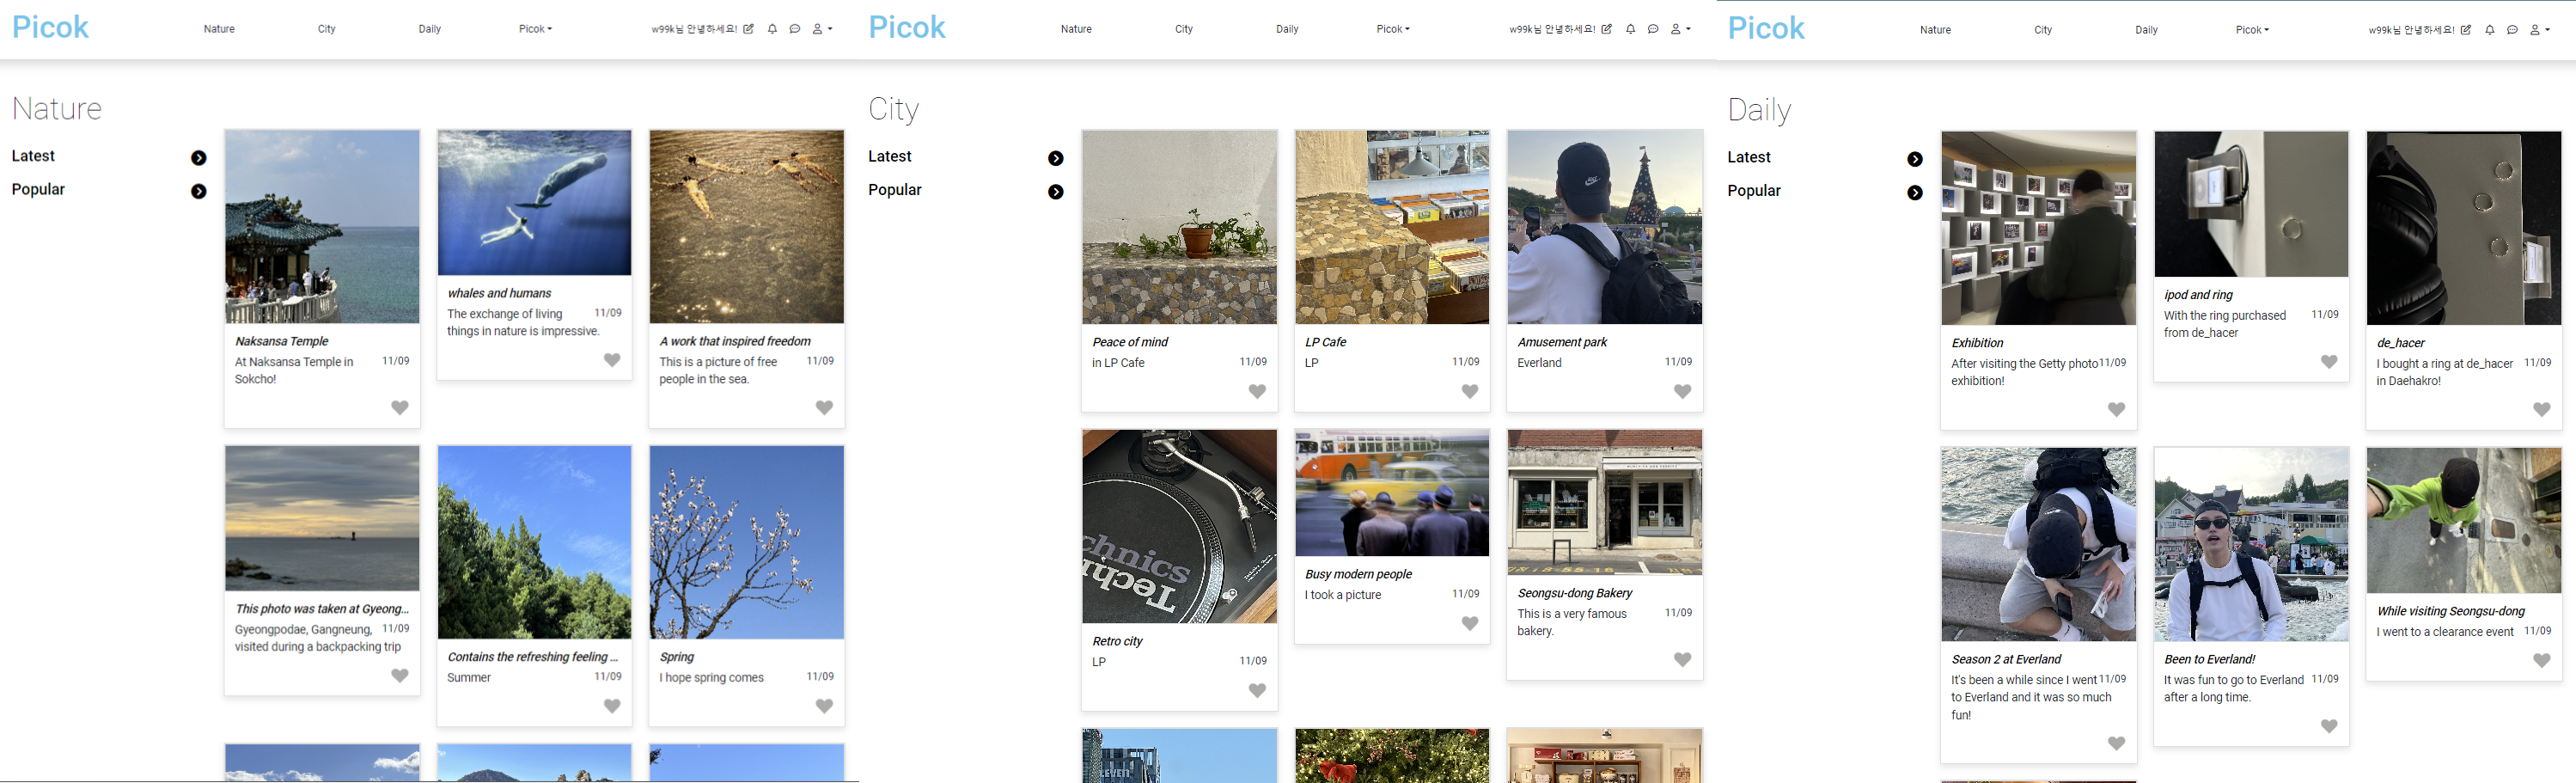 Picok
Nature
City
Daily
Picok
w99k님 안녕하세요!
Nature
Latest
Popular
Naksansa Temple
At Naksansa Temple in
Sokcho!
11/09
whales and humans
The exchange of living
things in nature is impressive.
11/09
A work that inspired freedom
This is a picture of free
people in the sea.
11/09
This photo was taken at Gyeong...
Gyeongpodae, Gangneung,
visited during a backpacking trip
11/09
Contains the refreshing feeling ...
Summer
11/09
Spring
I hope spring comes
11/09
Picok
Nature
City
Daily
Picok
w99k님 안녕하세요!
City
Latest
Popular
Peace of mind
in LP Cafe
11/09
LP Cafe
LP
11/09
Amusement park
Everland
11/09
chnics
Techn
Retro city
LP
11/09
Busy modern people
I took a picture
11/09
Seongsu-dong Bakery
This is a very famous
bakery.
11/09
Picok
Nature
City
Daily
Picok
w99k님 안녕하세요!
Daily
Latest
Popular
Exhibition
After visiting the Getty photo
exhibition!
11/09
ipod and ring
With the ring purchased
from de_hacer
11/09
de_hacer
I bought a ring at de_hacer
in Daehakro!
11/09
Season 2 at Everland
It's been a while since I went
to Everland and it was so much
fun!
11/09
Been to Everland!
It was fun to go to Everland
after a long time.
11/09
While visiting Seongsu-dong
I went to a clearance event
11/09